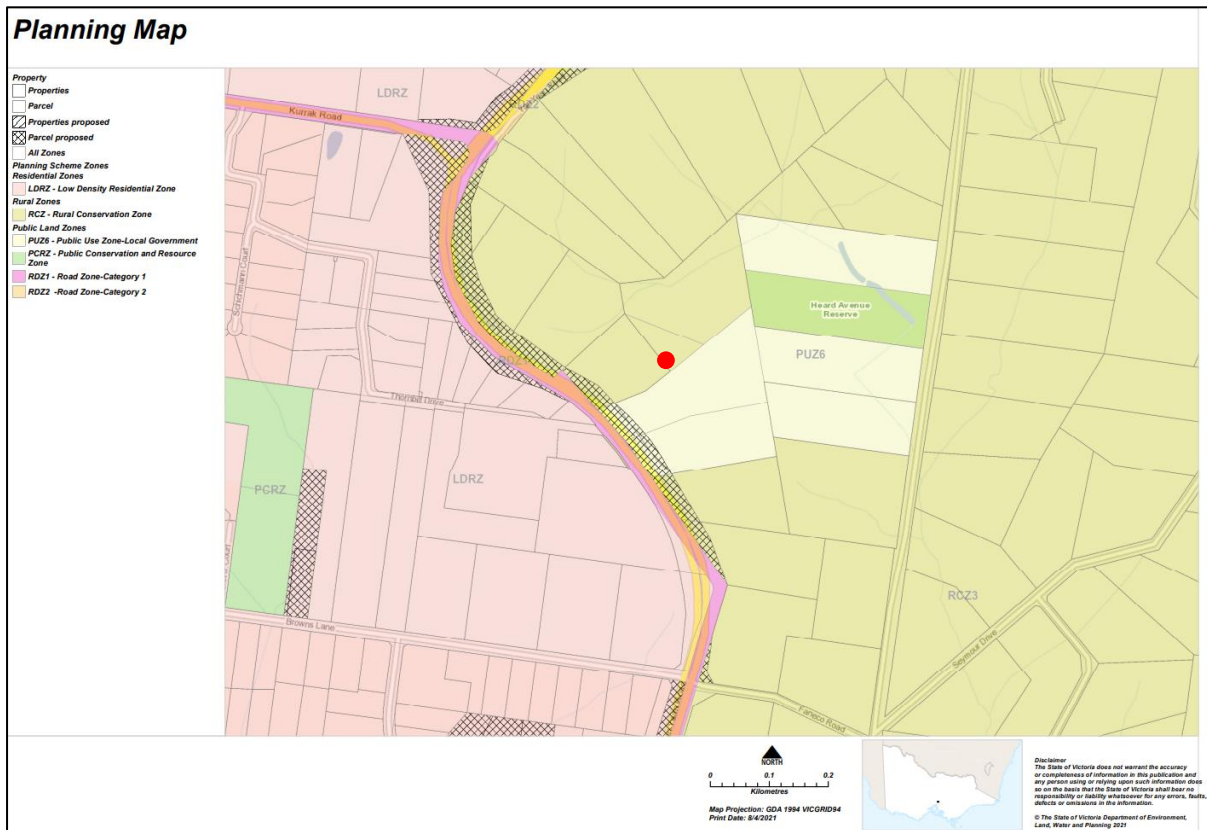 Planning Map
Property
Properties
Parcel
Properties proposed
Parcel proposed
All Zones
Planning Scheme Zones
Residential Zones
LDRZ - Low Density Residential Zone
Rural Zones
RCZ - Rural Conservation Zone
Public Land Zones
PUZ6 - Public Use Zone-Local Government
PCRZ - Public Conservation and Resource
Zone
RDZ1 - Road Zone-Category 1
RDZ2 -Road Zone-Category 2
LDRZ
Kurrak Road
Heard Avenue
Reserve
PUZ6
Thornhill Drive
LDRZ
PCRZ
Browns Lane
RCZ3
Seymour Drive
NORTH
0 0.1 0.2
Kilometres
Map Projection: GDA 1994 VICGRID94
Print Date: 8/4/2021
Disclaimer
The State of Victoria does not warrant the accuracy
or completeness of information in this publication and
any person using or relying upon such information does
so on the basis that the State of Victoria shall bear no
responsibility or liability whatsoever for any errors, faults,
defects or omissions in the information.
© The State of Victoria Department of Environment,
Land, Water and Planning 2021